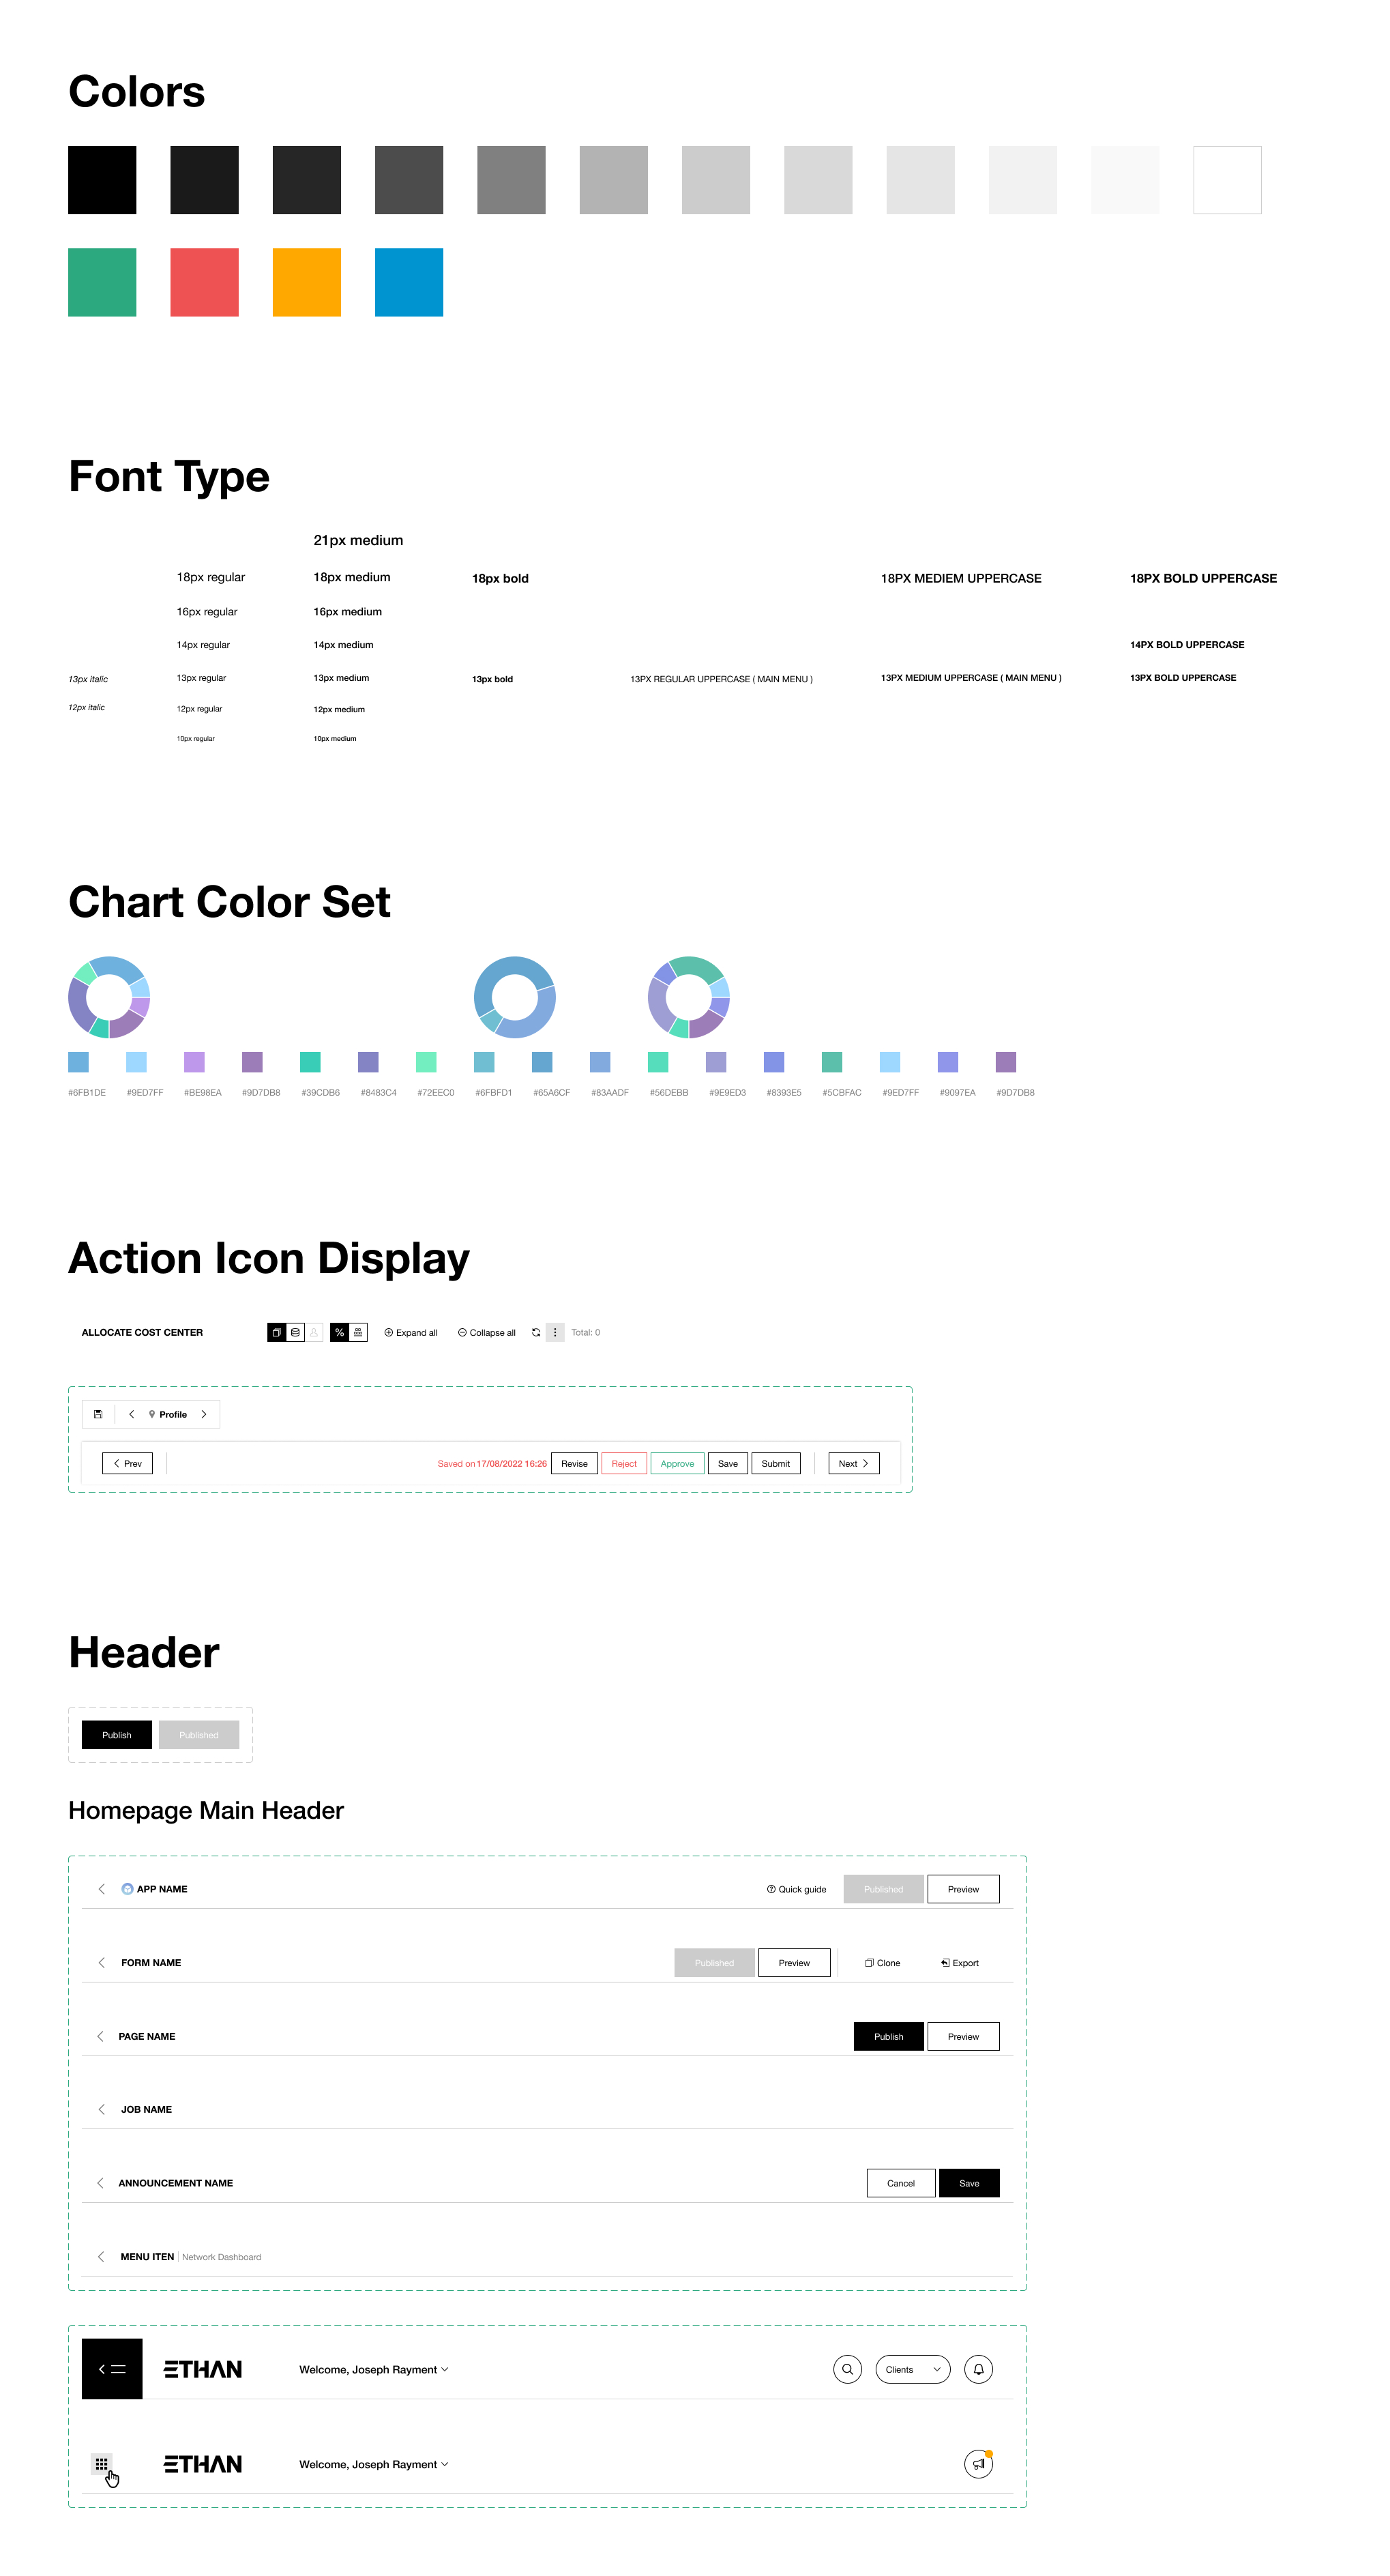 Colors
Font Type
21px medium
18px regular
18px medium
18px bold
18PX MEDIEM UPPERCASE
18PX BOLD UPPERCASE
16px regular
16px medium
14px regular
14px medium
14PX BOLD UPPERCASE
13px italic
13px regular
13px medium
13px bold
13PX REGULAR UPPERCASE ( MAIN MENU )
13PX MEDIUM UPPERCASE ( MAIN MENU )
13PX BOLD UPPERCASE
12px italic
12px regular
12px medium
10px regular
10px medium
Chart Color Set
#6FB1DE
#9ED7FF
#BE98EA
#9D7DB8
#39CDB6
#8483C4
#72EEC0
#6FBFD1
#65A6CF
#83AADF
#56DEBB
#9E9ED3
#8393E5
#5CBFAC
#9ED7FF
#9097EA
#9D7DB8
Action Icon Display
ALLOCATE COST CENTER
%
Expand all
Collapse all
Total: 0
Profile
Prev
Saved on 17/08/2022 16:26
Revise
Reject
Approve
Save
Submit
Next
Header
Publish
Published
Homepage Main Header
APP NAME
Quick guide
Published
Preview
FORM NAME
Published
Preview
Clone
Export
PAGE NAME
Publish
Preview
JOB NAME
ANNOUNCEMENT NAME
Cancel
Save
MENU ITEN
Network Dashboard
ETHAN
Welcome, Joseph Rayment
Clients
ETHAN
Welcome, Joseph Rayment